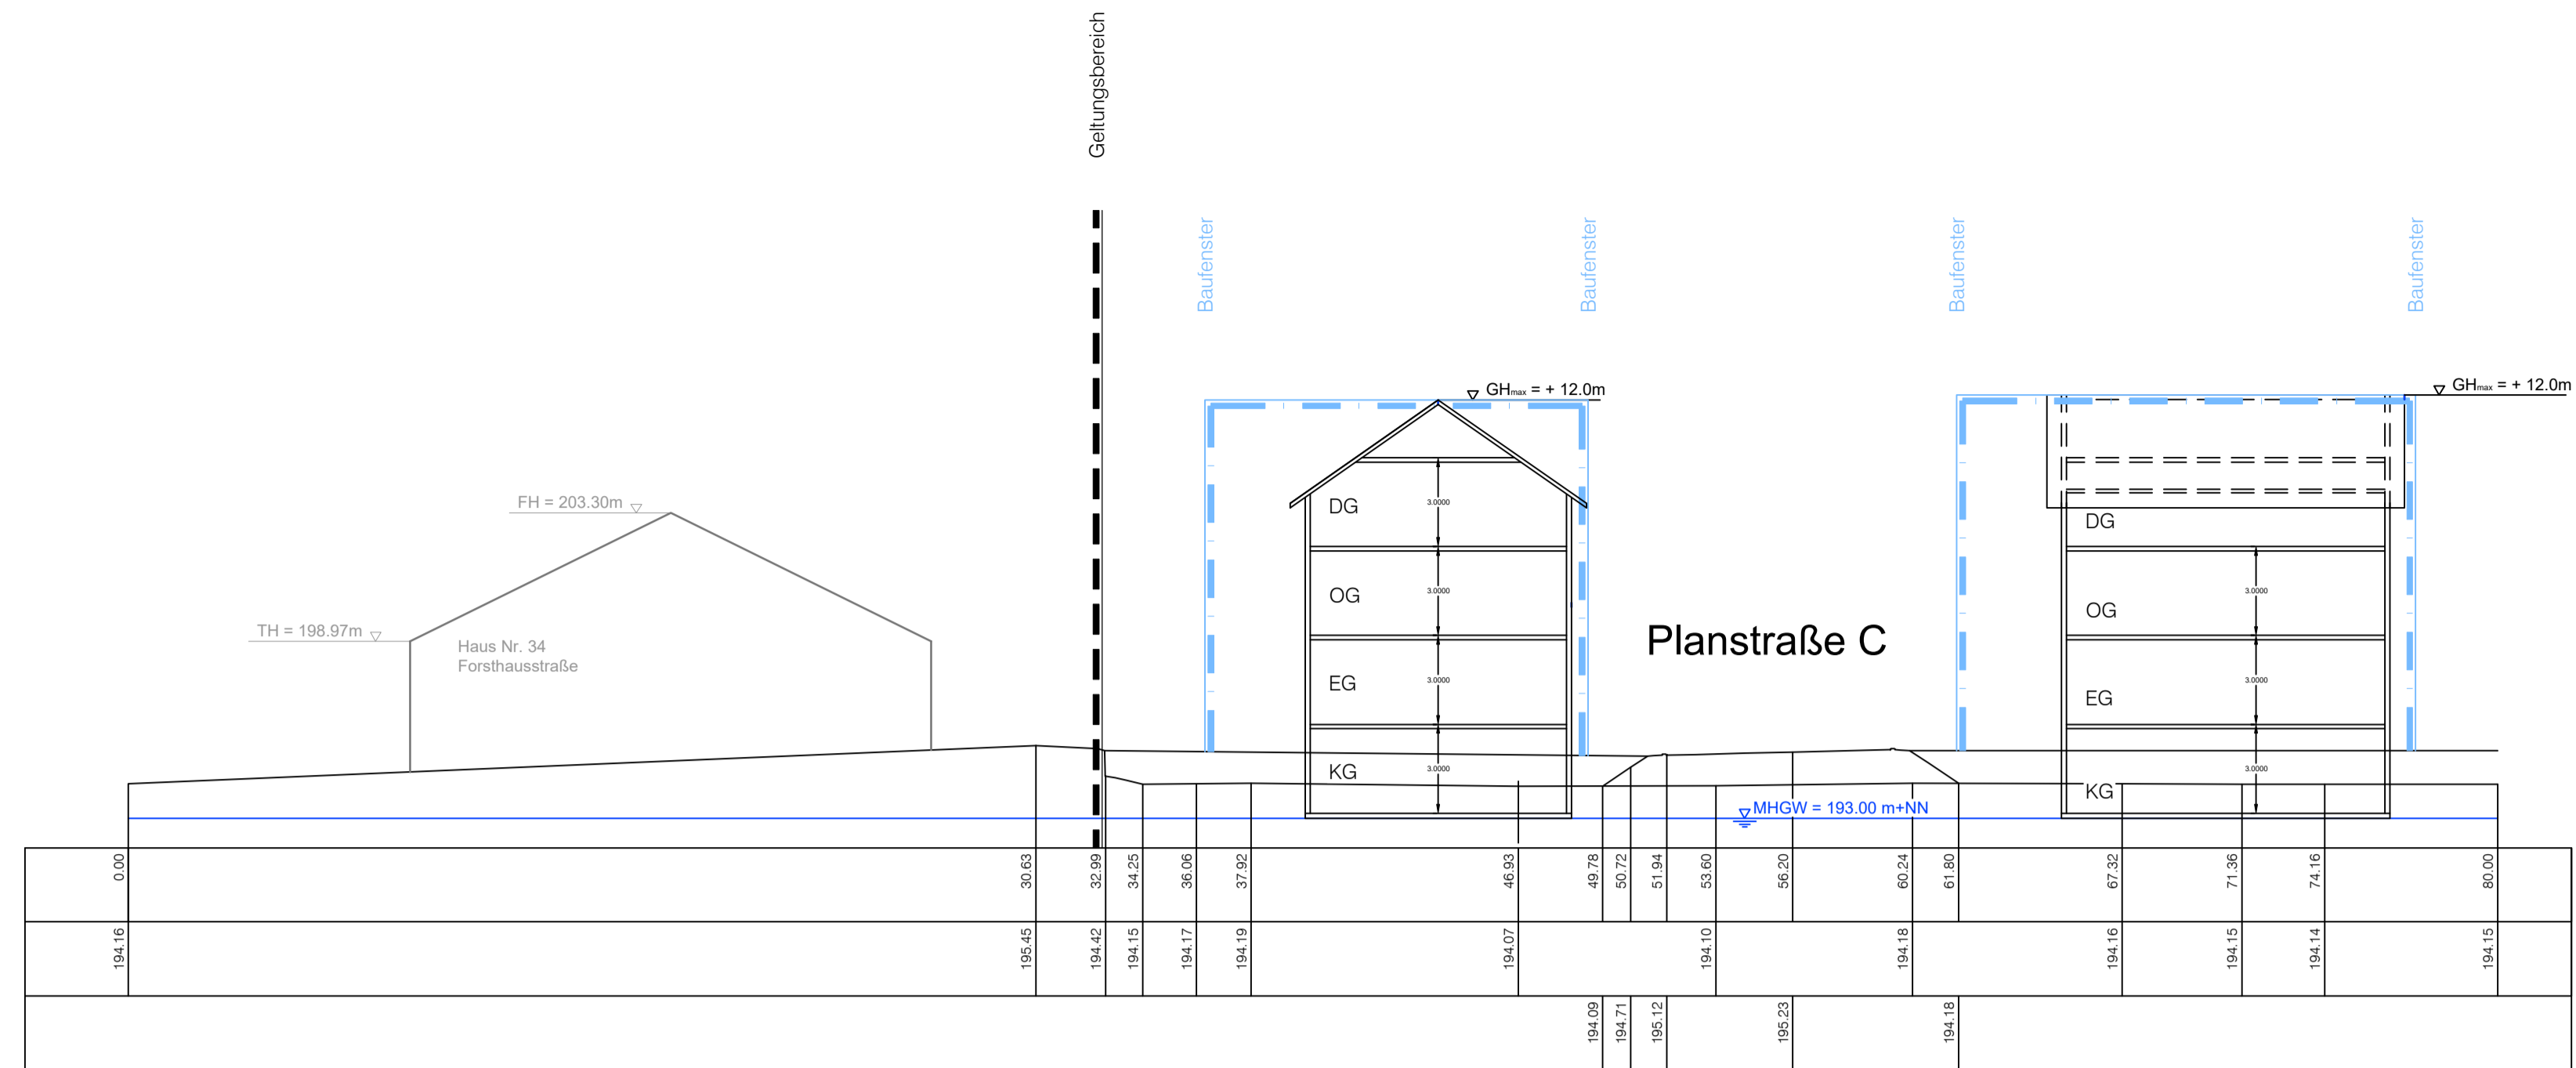 Geltungsbereich
Baufenster
Baufenster
Baufenster
Baufenster
GHmax = + 12.0m
GHmax = + 12.0m
FH = 203.30m
TH = 198.97m
Haus Nr. 34
Forsthausstraße
DG
3.0000
OG
3.0000
EG
3.0000
KG
3.0000
Planstraße C
MHGW = 193.00 m+NN
DG
OG
3.0000
EG
3.0000
KG
3.0000
0.00
30.63
32.99
34.25
36.06
37.92
46.93
49.78
50.72
51.94
53.60
56.20
60.24
61.80
67.32
71.36
74.16
80.00
194.16
195.45
194.42
194.15
194.17
194.19
194.07
194.10
194.18
194.16
194.15
194.14
194.15
194.09
194.71
195.12
195.23
194.18